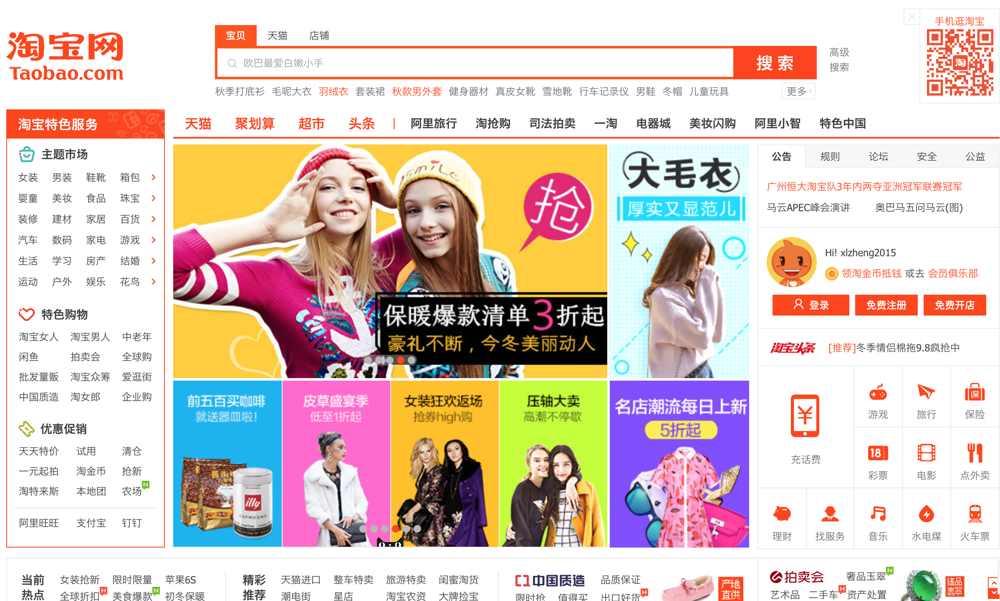 手机逛淘宝
淘
淘宝网
Taobao.com
宝贝 天猫 店铺
欧巴最爱白嫩小手
搜索
高级
搜索
秋季打底衫 毛呢大衣 羽绒衣 套装裙 秋款男外套 健身器材 真皮女靴 雪地靴 行车记录仪 男鞋 冬帽 儿童玩具
更多
淘宝特色服务
天猫 聚划算 超市 头条 | 阿里旅行 淘抢购 司法拍卖 一淘 电器城 美妆闪购 阿里小智 特色中国
主题市场
女装 男装 鞋靴 箱包
婴童 美妆 食品 珠宝
装修 建材 家居 百货
汽车 数码 家电 游戏
生活 学习 房产 结婚
运动 户外 娱乐 花鸟
特色购物
淘宝女人 淘宝男人 中老年
闲鱼 拍卖会 全球购
批发量贩 淘宝众筹 爱逛街
中国质造 淘女郎 企业购
优惠促销
天天特价 试用 清仓
一元起拍 淘金币 抢新
淘特来斯 本地团 农场 N
阿里旺旺 支付宝 钉钉
smile
抢
保暖爆款清单3折起
豪礼不断，今冬美丽动人
大毛衣
厚实又显范儿
前五百买咖啡
就送器皿啦！
illy
ESPRESSO
皮草盛宴季
低至1折起
女装狂欢返场
抢券high购
压轴大卖
高潮不停歇
名店潮流每日上新
5折起
公告 规则 论坛 安全 公益
广州恒大淘宝队3年内两夺亚洲冠军联赛冠军
马云APEC峰会演讲 奥巴马五问马云(图)
Hi! xlzheng2015
领淘金币抵钱 或去 会员俱乐部
登录 免费注册 免费开店
淘宝头条 [推荐]冬季情侣棉拖9.8疯抢中
¥
充话费
游戏 旅行 保 保险
18 彩票 电影 点外卖
理财 找服务 音乐 水电煤 火车票
当前
热点
女装抢新 限时限量 苹果6S
全球折扣 H 美食爆款 N 初冬保暖
精彩
推荐
天猫进口 整车特卖 旅游特卖 闺蜜淘货
潮电街 星店 淘宝农资 大牌捡宝
中国质造 品质保证
限时抢 值得买 出口好货 H
产地
直供
拍卖会 奢品玉翠 N
艺术品 二手车 H 资产处置
臻品
翡翠